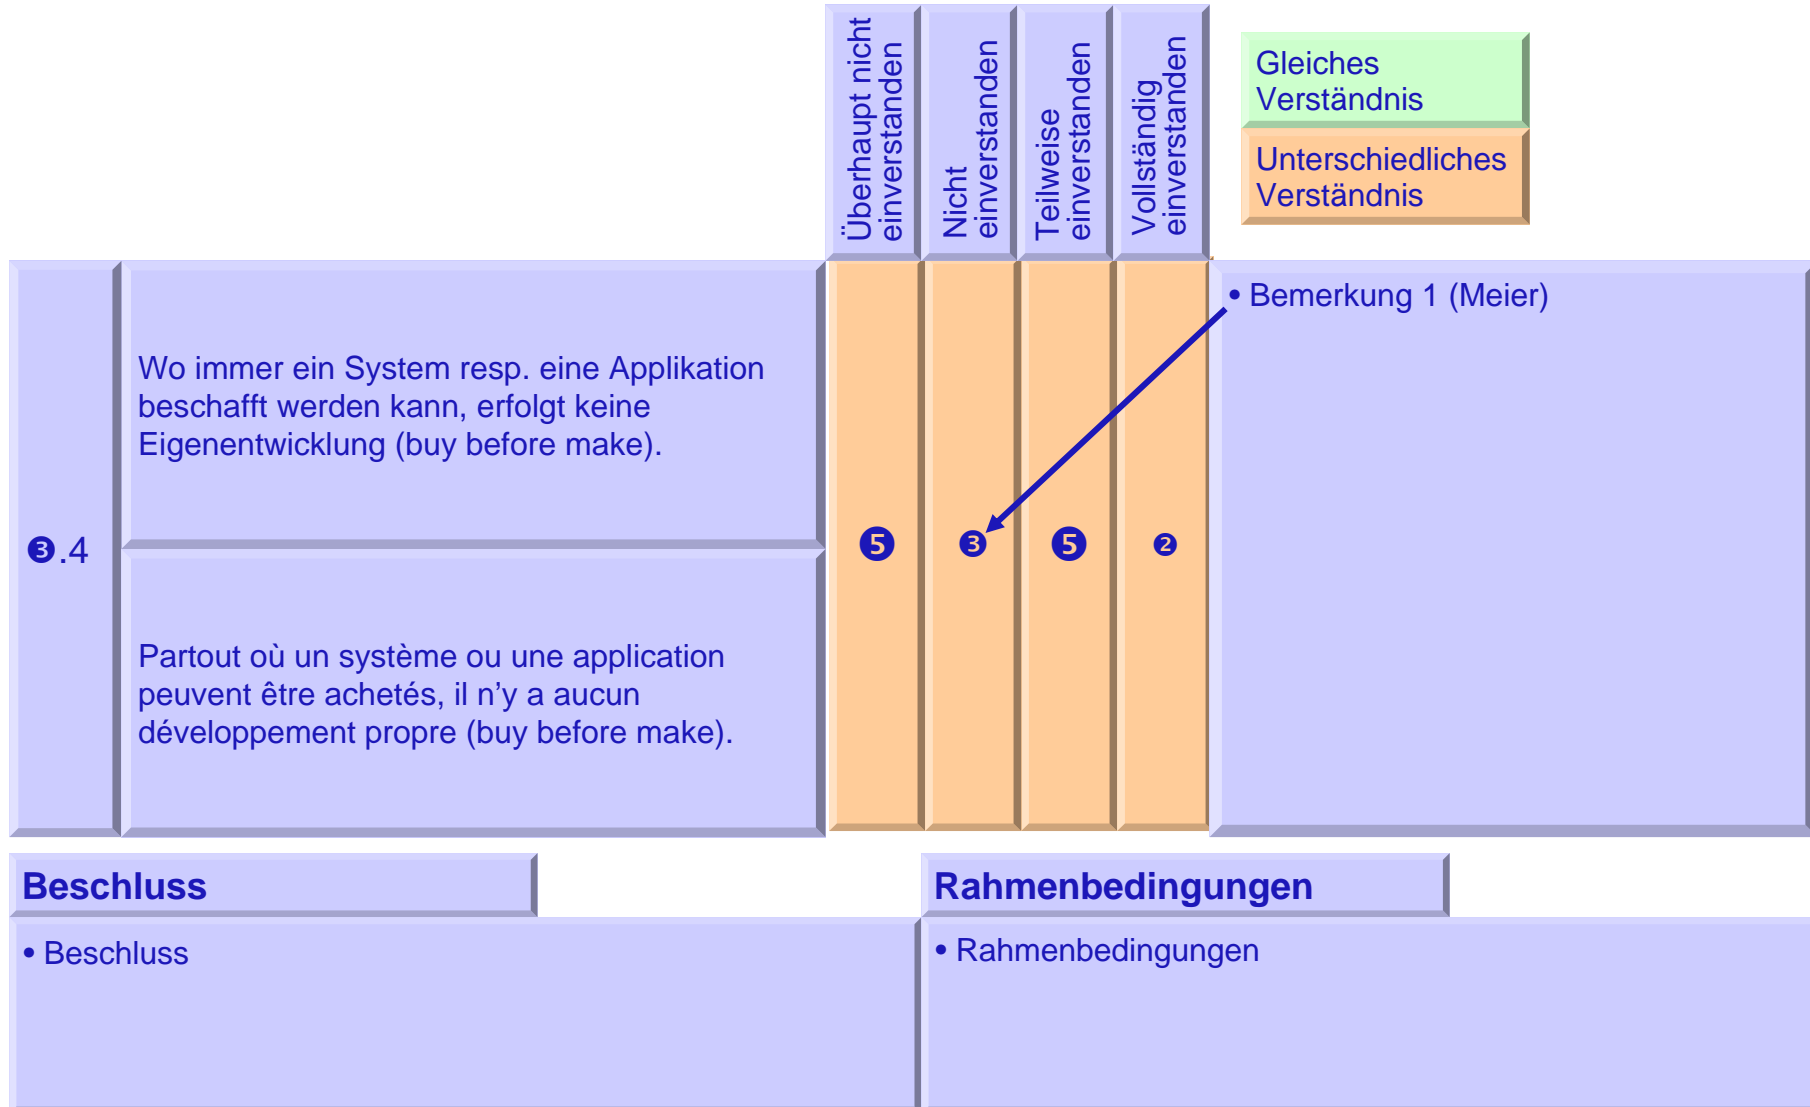 Überhaupt nicht
einverstanden
Nicht
einverstanden
Teilweise
einverstanden
Vollständig
einverstanden
Gleiches
Verständnis
Unterschiedliches
Verständnis
❸.4
Wo immer ein System resp. eine Applikation
beschafft werden kann, erfolgt keine
Eigenentwicklung (buy before make).
Partout où un système ou une application
peuvent être achetés, il n’y a aucun
développement propre (buy before make).
❺ ❸ ❺ ❷
• Bemerkung 1 (Meier)
Beschluss
• Beschluss
Rahmenbedingungen
• Rahmenbedingungen